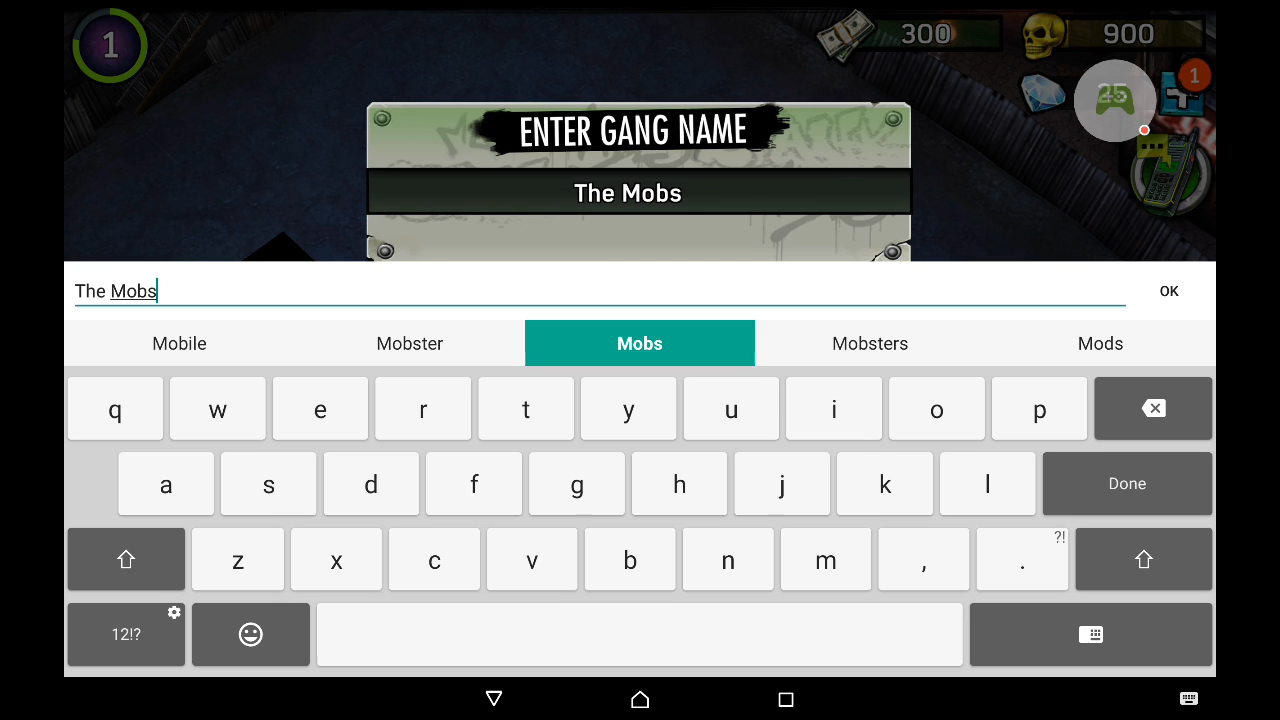 1
300
900
1
25
ENTER GANG NAME
The Mobs
The Mobs
OK
Mobile Mobster Mobs Mobsters Mods
q w e r t y u i o p
a s d f g h j k l Done
?!
z x c v b n m , .
12!?